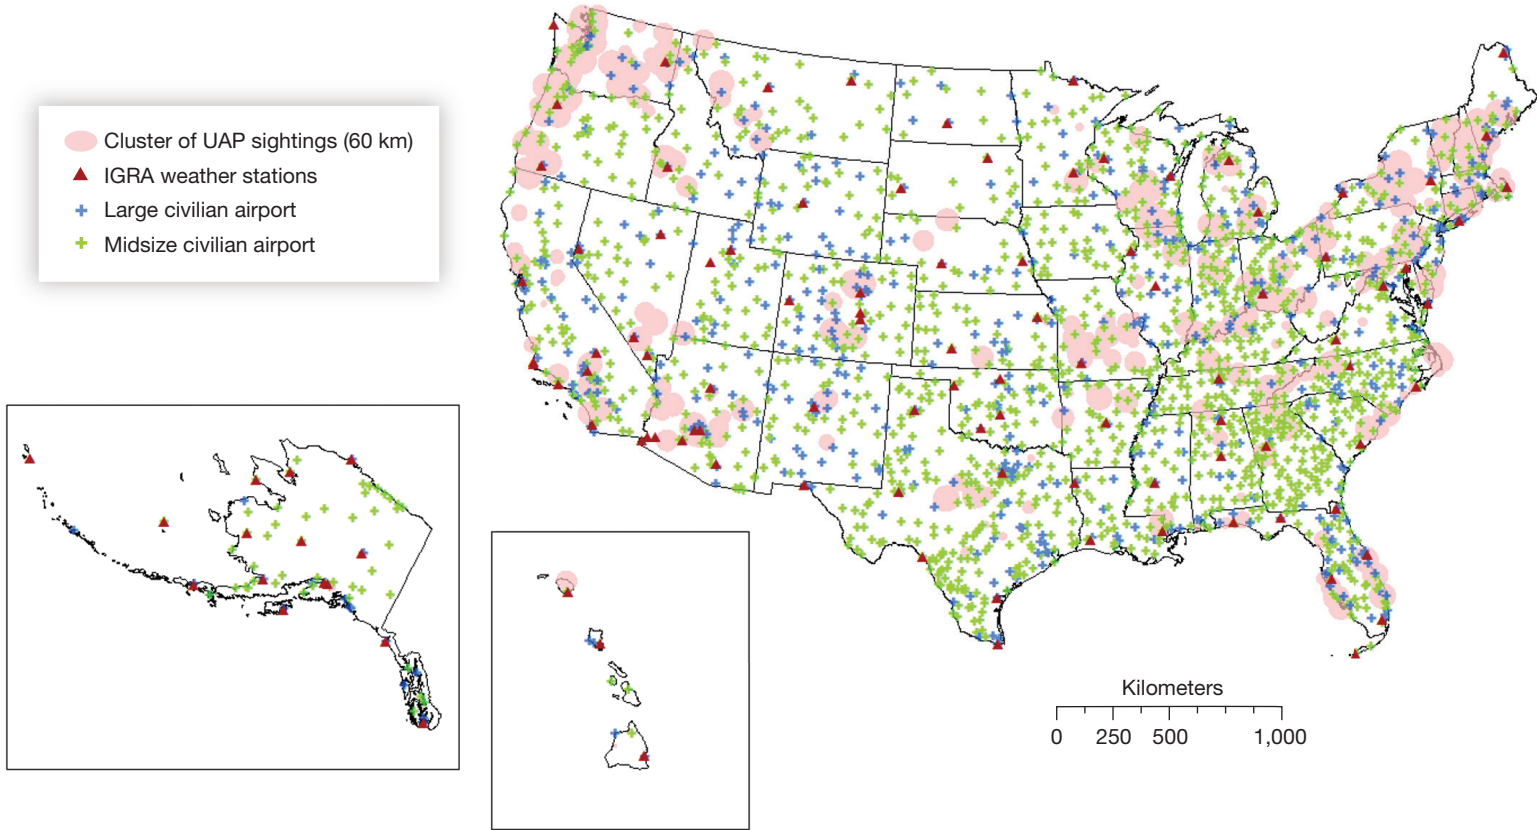 Cluster of UAP sightings (60 km)
IGRA weather stations
Large civilian airport
Midsize civilian airport
Kilometers
0 250 500 1,000